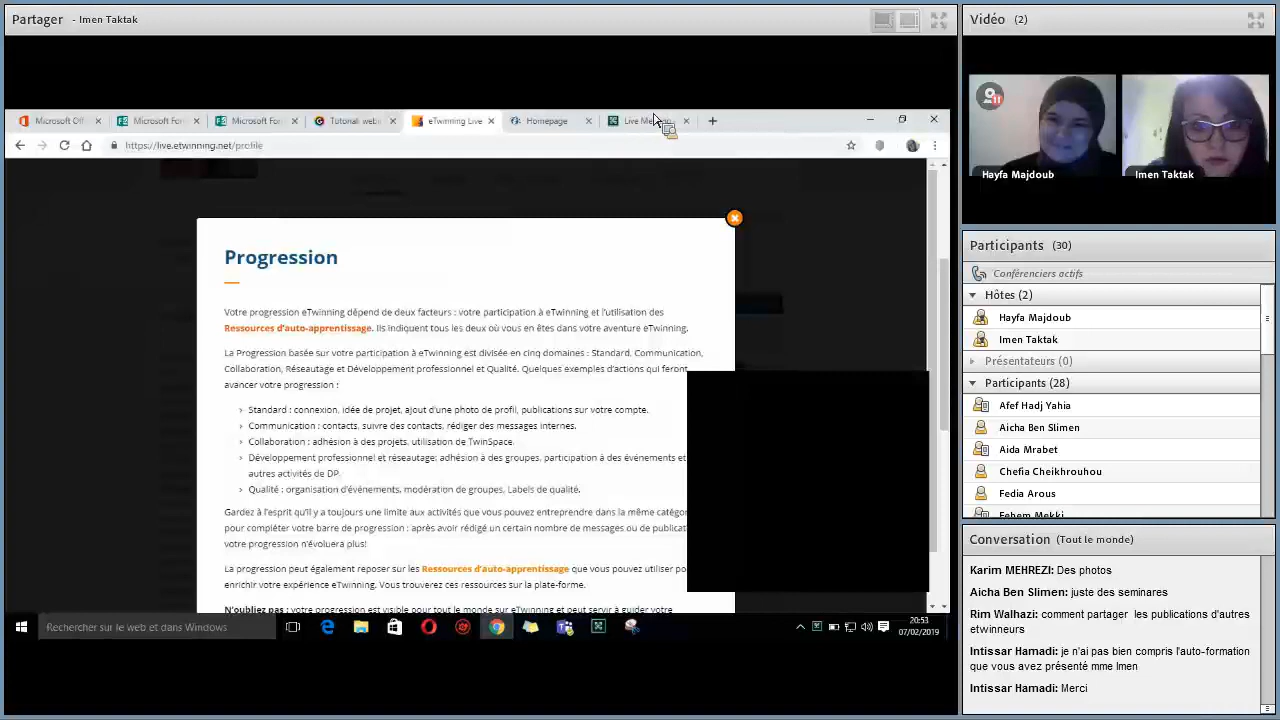 Partager - Imen Taktak
Vidéo (2)
Microsoft Off
Microsoft For
Microsoft For
Tutorial: webi
eTwinning Live
Homepage
Live Me
https://live.etwinning.net/profile
Hayfa Majdoub
Imen Taktak
Progression
Votre progression eTwinning dépend de deux facteurs : votre participation à eTwinning et l'utilisation des
Ressources d'auto-apprentissage. Ils indiquent tous les deux où vous en êtes dans votre aventure eTwinning.
La Progression basée sur votre participation à eTwinning est divisée en cinq domaines : Standard, Communication,
Collaboration, Réseautage et Développement professionnel et Qualité. Quelques exemples d'actions qui feront
avancer votre progression :
Standard : connexion, idée de projet, ajout d'une photo de profil, publications sur votre compte.
Communication : contacts, suivre des contacts, rédiger des messages internes.
Collaboration : adhésion à des projets, utilisation de TwinSpace.
Développement professionnel et réseautage: adhésion à des groupes, participation à des événements et
autres activités de DP.
Qualité : organisation d'événements, modération de groupes, Labels de qualité.
Gardez à l'esprit qu'il y a toujours une limite aux activités que vous pouvez entreprendre dans la même catégor
pour compléter votre barre de progression : après avoir rédigé un certain nombre de messages ou de publicat
votre progression n'évoluera plus!
La progression peut également reposer sur les Ressources d'auto-apprentissage que vous pouvez utiliser po
enrichir votre expérience eTwinning. Vous trouverez ces ressources sur la plate-forme.
N'oubliez pas : votre progression est visible pour tout le monde sur eTwinning et peut servir à guider votre
Rechercher sur le web et dans Windows
20:53
07/02/2019
Participants (30)
Conférenciers actifs
Hôtes (2)
Hayfa Majdoub
Imen Taktak
Présentateurs (0)
Participants (28)
Afef Hadj Yahia
Aicha Ben Slimen
Aida Mrabet
Chefia Cheikhrouhou
Fedia Arous
Fehem Mekki
Conversation (Tout le monde)
Karim MEHREZI: Des photos
Aicha Ben Slimen: juste des seminares
Rim Walhazi: comment partager les publications d'autres
etwinneurs
Intissar Hamadi: je n'ai pas bien compris l'auto-formation
que vous avez présenté mme Imen
Intissar Hamadi: Merci